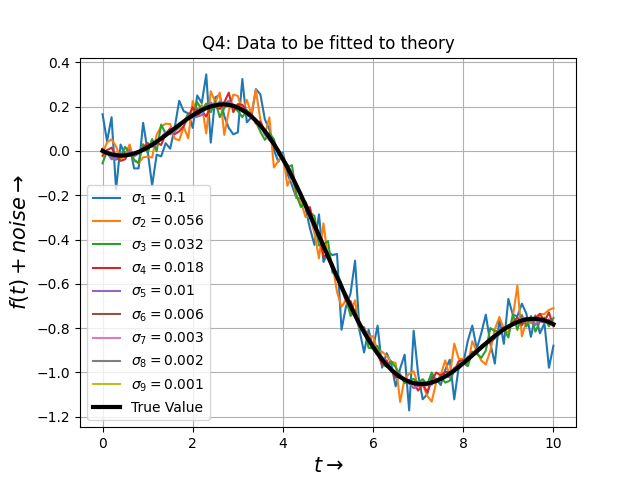 Q4: Data to be fitted to theory
0.4
0.2
0.0
−0.2
−0.4
−0.6
−0.8
−1.0
−1.2
f(t) + noise→
σ₁ = 0.1
σ₂ = 0.056
σ₃ = 0.032
σ₄ = 0.018
σ₅ = 0.01
σ₆ = 0.006
σ₇ = 0.003
σ₈ = 0.002
σ₉ = 0.001
True Value
0 2 4 6 8 10
t→